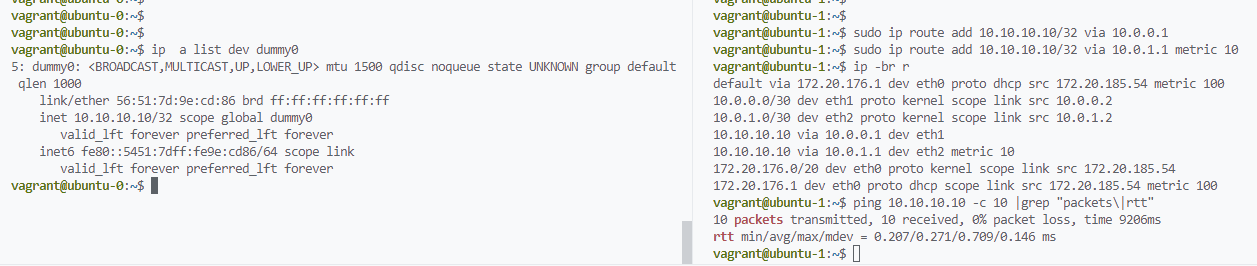 vagrant@ubuntu-0:~$
vagrant@ubuntu-0:~$
vagrant@ubuntu-0:~$
vagrant@ubuntu-0:~$ ip  a list dev dummy0
5: dummy0: <BROADCAST,MULTICAST,UP,LOWER_UP> mtu 1500 qdisc noqueue state UNKNOWN group default
 qlen 1000
    link/ether 56:51:7d:9e:cd:86 brd ff:ff:ff:ff:ff:ff
    inet 10.10.10.10/32 scope global dummy0
       valid_lft forever preferred_lft forever
    inet6 fe80::5451:7dff:fe9e:cd86/64 scope link
       valid_lft forever preferred_lft forever
vagrant@ubuntu-0:~$
vagrant@ubuntu-1:~$
vagrant@ubuntu-1:~$
vagrant@ubuntu-1:~$ sudo ip route add 10.10.10.10/32 via 10.0.0.1
vagrant@ubuntu-1:~$ sudo ip route add 10.10.10.10/32 via 10.0.1.1 metric 10
vagrant@ubuntu-1:~$ ip -br r
default via 172.20.176.1 dev eth0 proto dhcp src 172.20.185.54 metric 100
10.0.0.0/30 dev eth1 proto kernel scope link src 10.0.0.2
10.0.1.0/30 dev eth2 proto kernel scope link src 10.0.1.2
10.10.10.10 via 10.0.0.1 dev eth1
10.10.10.10 via 10.0.1.1 dev eth2 metric 10
172.20.176.0/20 dev eth0 proto kernel scope link src 172.20.185.54
172.20.176.1 dev eth0 proto dhcp scope link src 172.20.185.54 metric 100
vagrant@ubuntu-1:~$ ping 10.10.10.10 -c 10 |grep "packets\|rtt"
10 packets transmitted, 10 received, 0% packet loss, time 9206ms
rtt min/avg/max/mdev = 0.207/0.271/0.709/0.146 ms
vagrant@ubuntu-1:~$